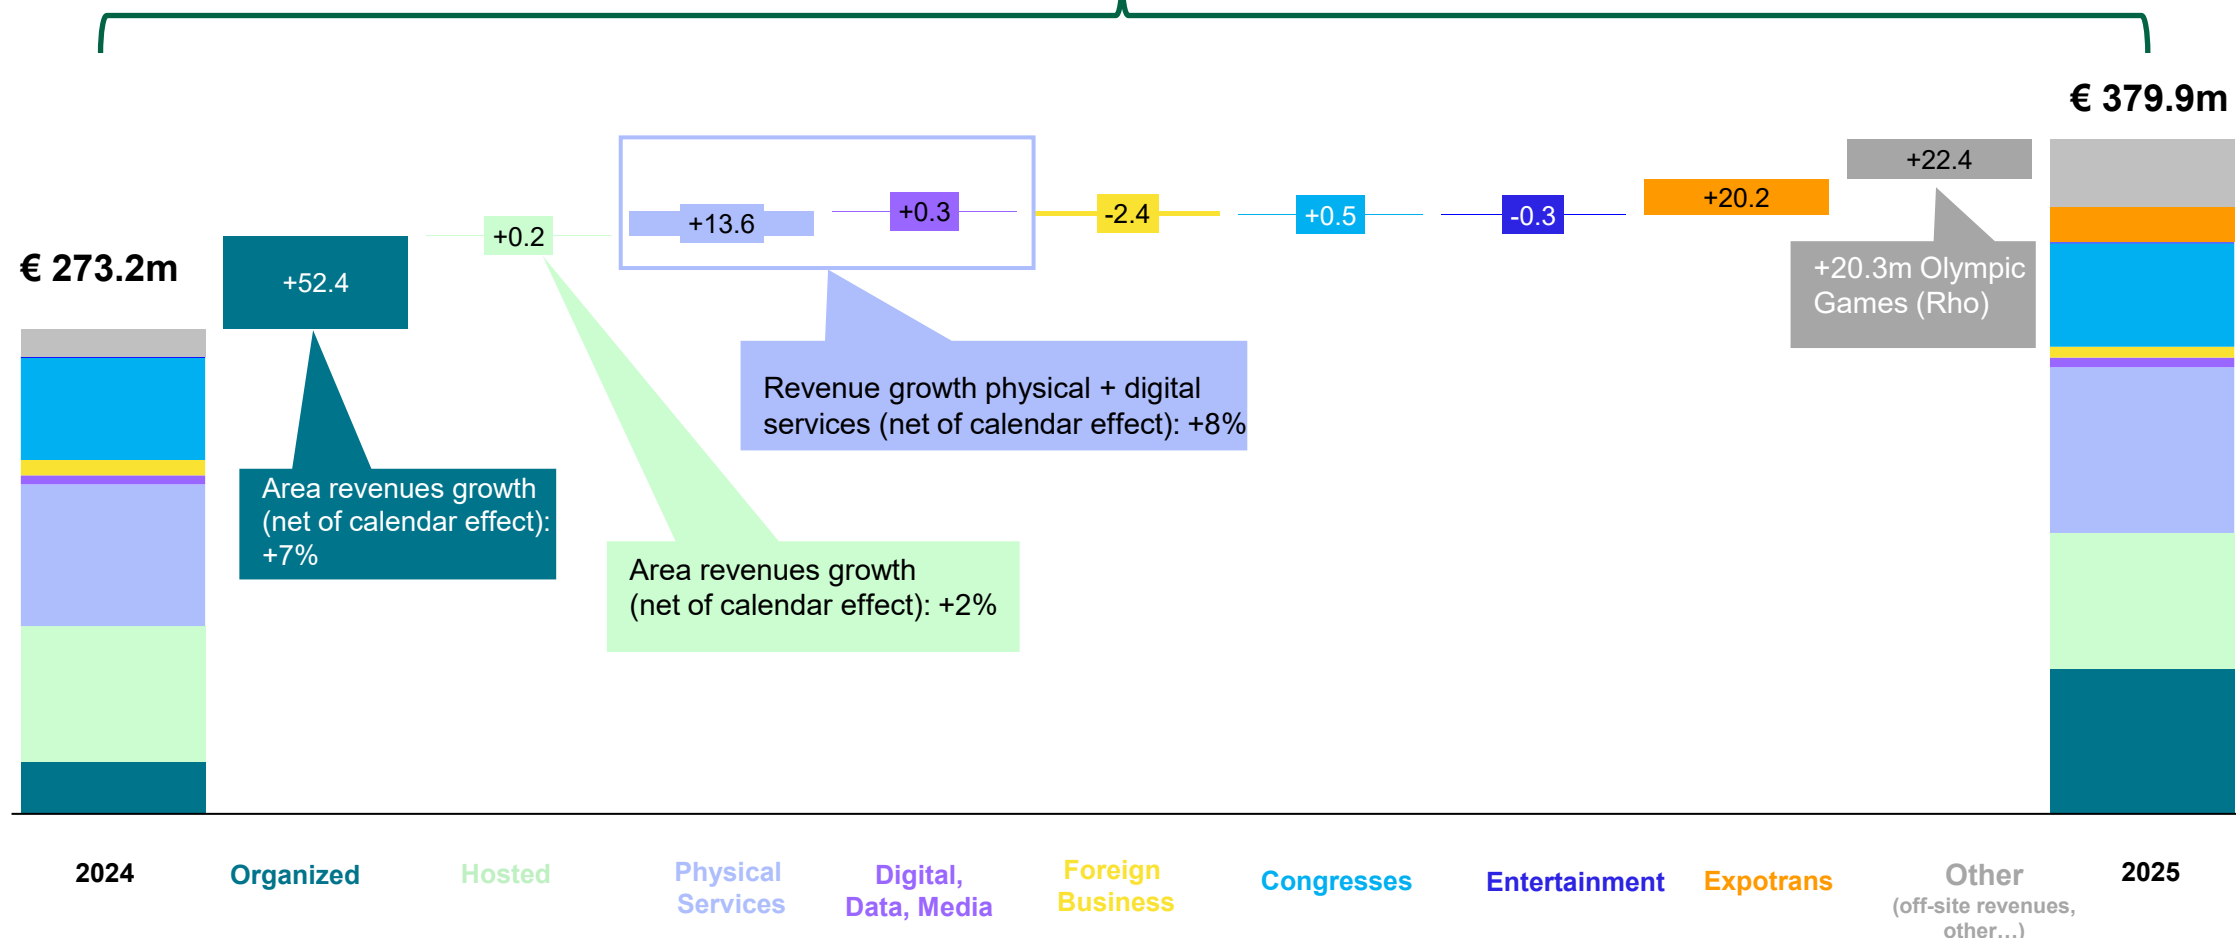 € 379.9m
+22.4
+20.2
+13.6
+0.3
-2.4
+0.5
-0.3
+0.2
€ 273.2m
+52.4
+20.3m Olympic
Games (Rho)
Revenue growth physical + digital
services (net of calendar effect): +8%
Area revenues growth
(net of calendar effect):
+7%
Area revenues growth
(net of calendar effect): +2%
2024
Organized
Hosted
Physical
Services
Digital,
Data, Media
Foreign
Business
Congresses
Entertainment
Expotrans
Other
(off-site revenues,
other…)
2025